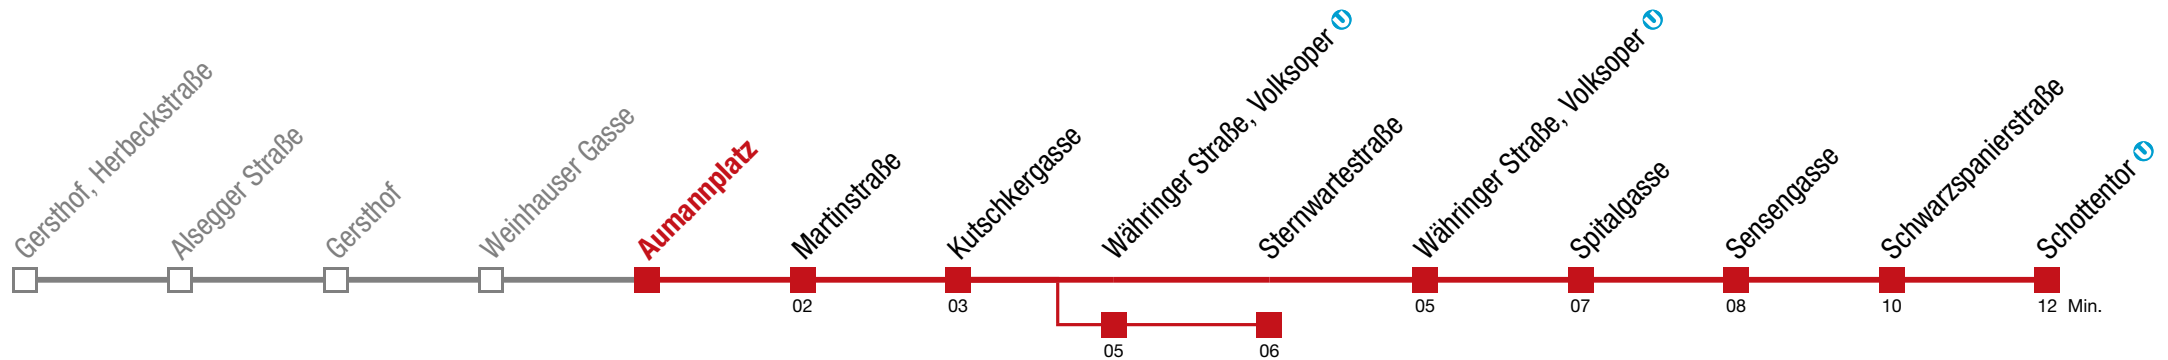 Gersthof, Herbeckstraße
Alsegger Straße
Gersthof
Weinhauser Gasse
Aumannplatz
Martinstraße
Kutschkergasse
Währinger Straße, Volksoper U
Sternwartestraße
Währinger Straße, Volksoper U
Spitalgasse
Sensengasse
Schwarzspanierstraße
Schottentor U
02 03 05 07 08 10 12 Min.
05 06